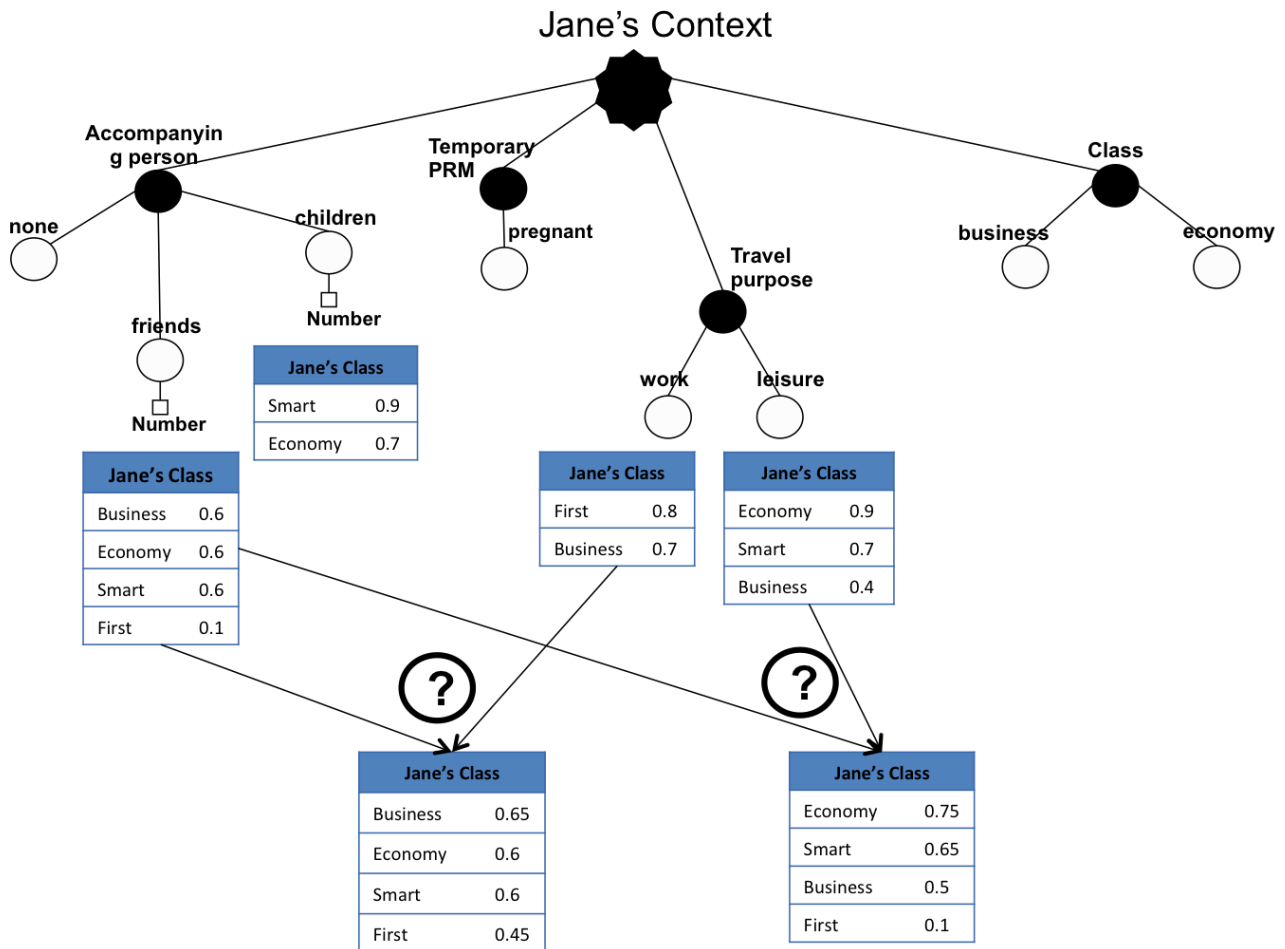 Jane's Context
Accompanyin
g person
Temporary
PRM
Class
none
children
pregnant
business
economy
Travel
purpose
Number
friends
Number
work
leisure
Jane's Class
Smart 0.9
Economy 0.7
Jane's Class
Business 0.6
Economy 0.6
Smart 0.6
First 0.1
Jane's Class
First 0.8
Business 0.7
Jane's Class
Economy 0.9
Smart 0.7
Business 0.4
?
?
Jane's Class
Business 0.65
Economy 0.6
Smart 0.6
First 0.45
Jane's Class
Economy 0.75
Smart 0.65
Business 0.5
First 0.1